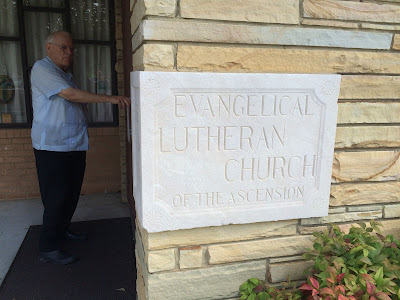 EVANGELICAL
LUTHERAN
CHURCH
OF THE ASCENSION